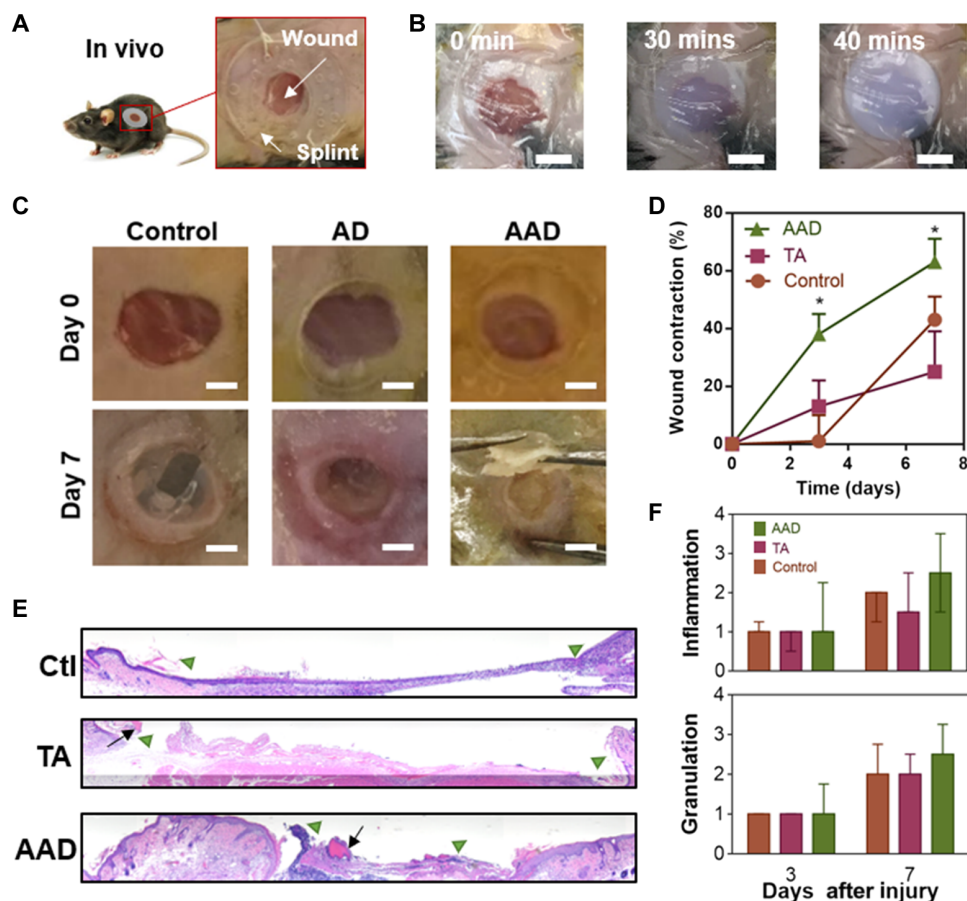 A
In vivo
Wound
Splint
B
0 min
30 mins
40 mins
C
Control
AD
AAD
Day 0
Day 7
D
Wound contraction (%)
80
60
40
20
0
AAD
TA
Control
*
*
0
2
4
6
8
Time (days)
E
Ctl
TA
AAD
F
Inflammation
4
3
2
1
0
AAD
TA
Control
Granulation
4
3
2
1
0
3
7
Days after injury